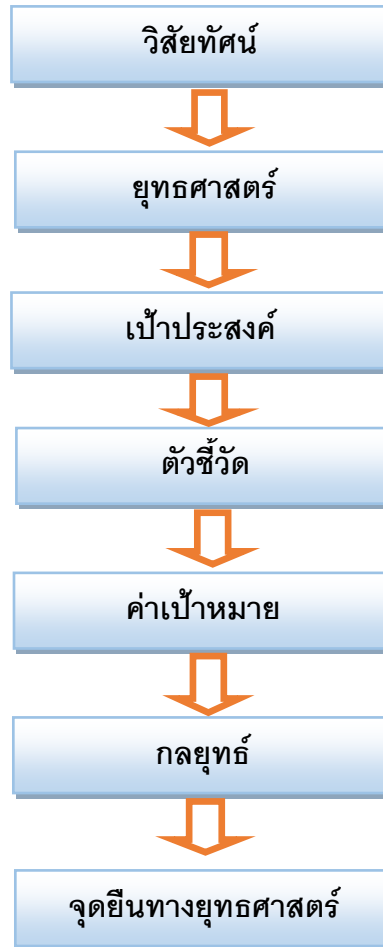 วิสัยทัศน์
ยุทธศาสตร์
เป้าประสงค์
ตัวชี้วัด
ค่าเป้าหมาย
กลยุทธ์
จุดยืนทางยุทธศาสตร์